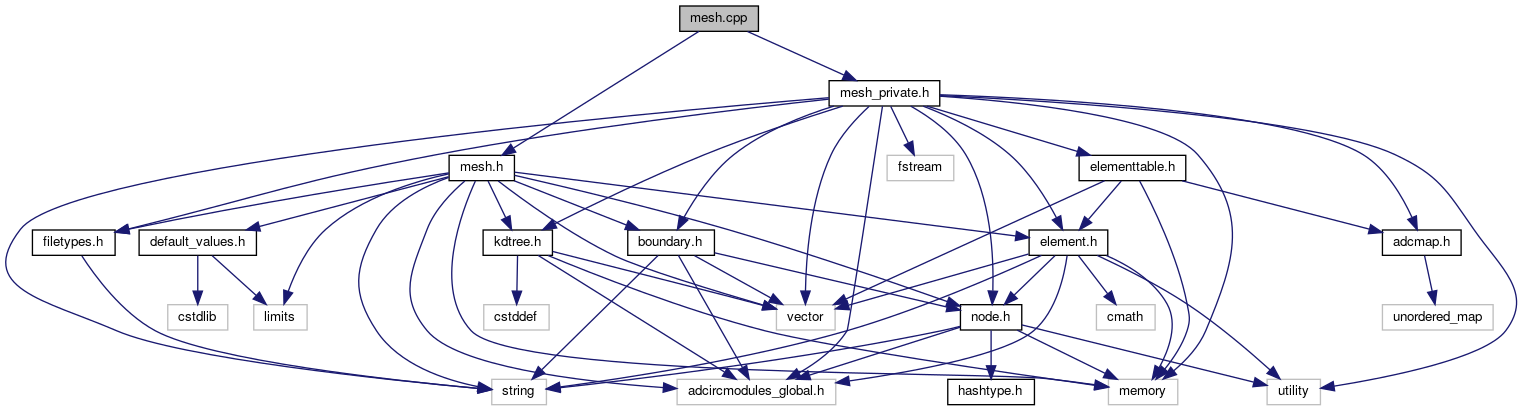 mesh.cpp
mesh_private.h
mesh.h
fstream
elementtable.h
filetypes.h
default_values.h
kdtree.h
boundary.h
element.h
adcmap.h
cstdlib
limits
cstddef
vector
node.h
cmath
unordered_map
string
adcircmodules_global.h
hashtype.h
memory
utility